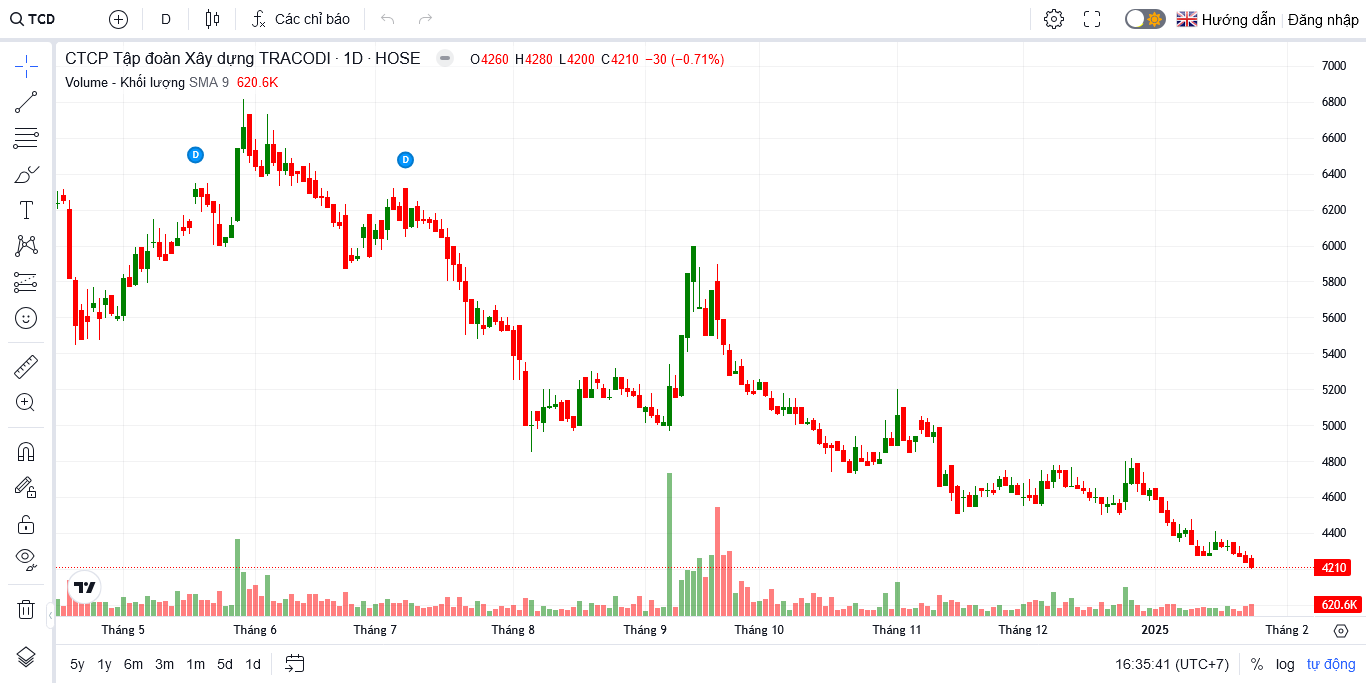 TCD D Các chỉ báo Hướng dẫn Đăng nhập
CTCP Tập đoàn Xây dựng TRACODI · 1D · HOSE O4260 H4280 L4200 C4210 −30 (−0.71%)
Volume - Khối lượng SMA 9 620.6K
D
D
7000
6800
6600
6400
6200
6000
5800
5600
5400
5200
5000
4800
4600
4400
4210
620.6K
Tháng 5 Tháng 6 Tháng 7 Tháng 8 Tháng 9 Tháng 10 Tháng 11 Tháng 12 2025 Tháng 2
5y 1y 6m 3m 1m 5d 1d 16:35:41 (UTC+7) % log tự động